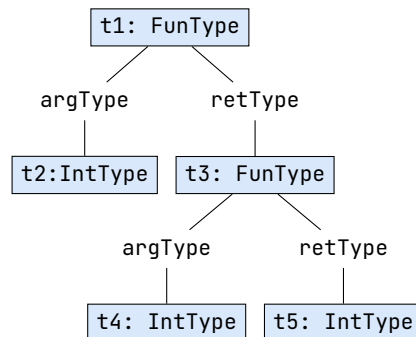 t1: FunType
argType retType
t2:IntType t3: FunType
argType retType
t4: IntType t5: IntType